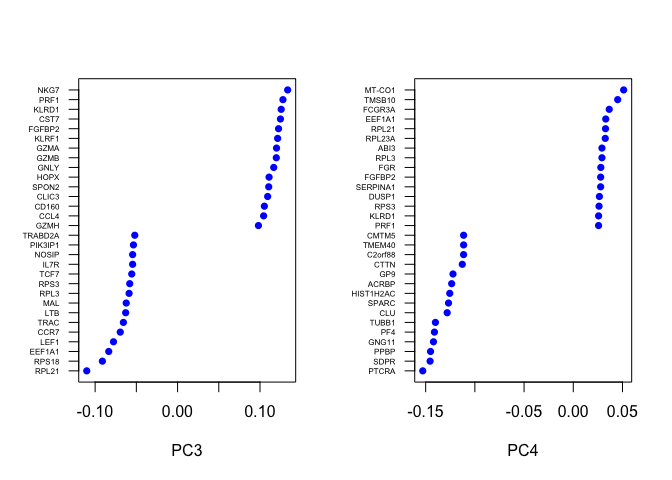 NKG7
PRF1
KLRD1
CST7
FGFBP2
KLRF1
GZMA
GZMB
GNLY
HOPX
SPON2
CLIC3
CD160
CCL4
GZMH
TRABD2A
PIK3IP1
NOSIP
IL7R
TCF7
RPS3
RPL3
MAL
LTB
TRAC
CCR7
LEF1
EEF1A1
RPS18
RPL21
-0.10 0.00 0.10
PC3
MT-CO1
TMSB10
FCGR3A
EEF1A1
RPL21
RPL23A
ABI3
RPL3
FGR
FGFBP2
SERPINA1
DUSP1
RPS3
KLRD1
PRF1
CMTM5
TMEM40
C2orf88
CTTN
GP9
ACRBP
HIST1H2AC
SPARC
CLU
TUBB1
PF4
GNG11
PPBP
SDPR
PTCRA
-0.15 -0.05 0.00 0.05
PC4